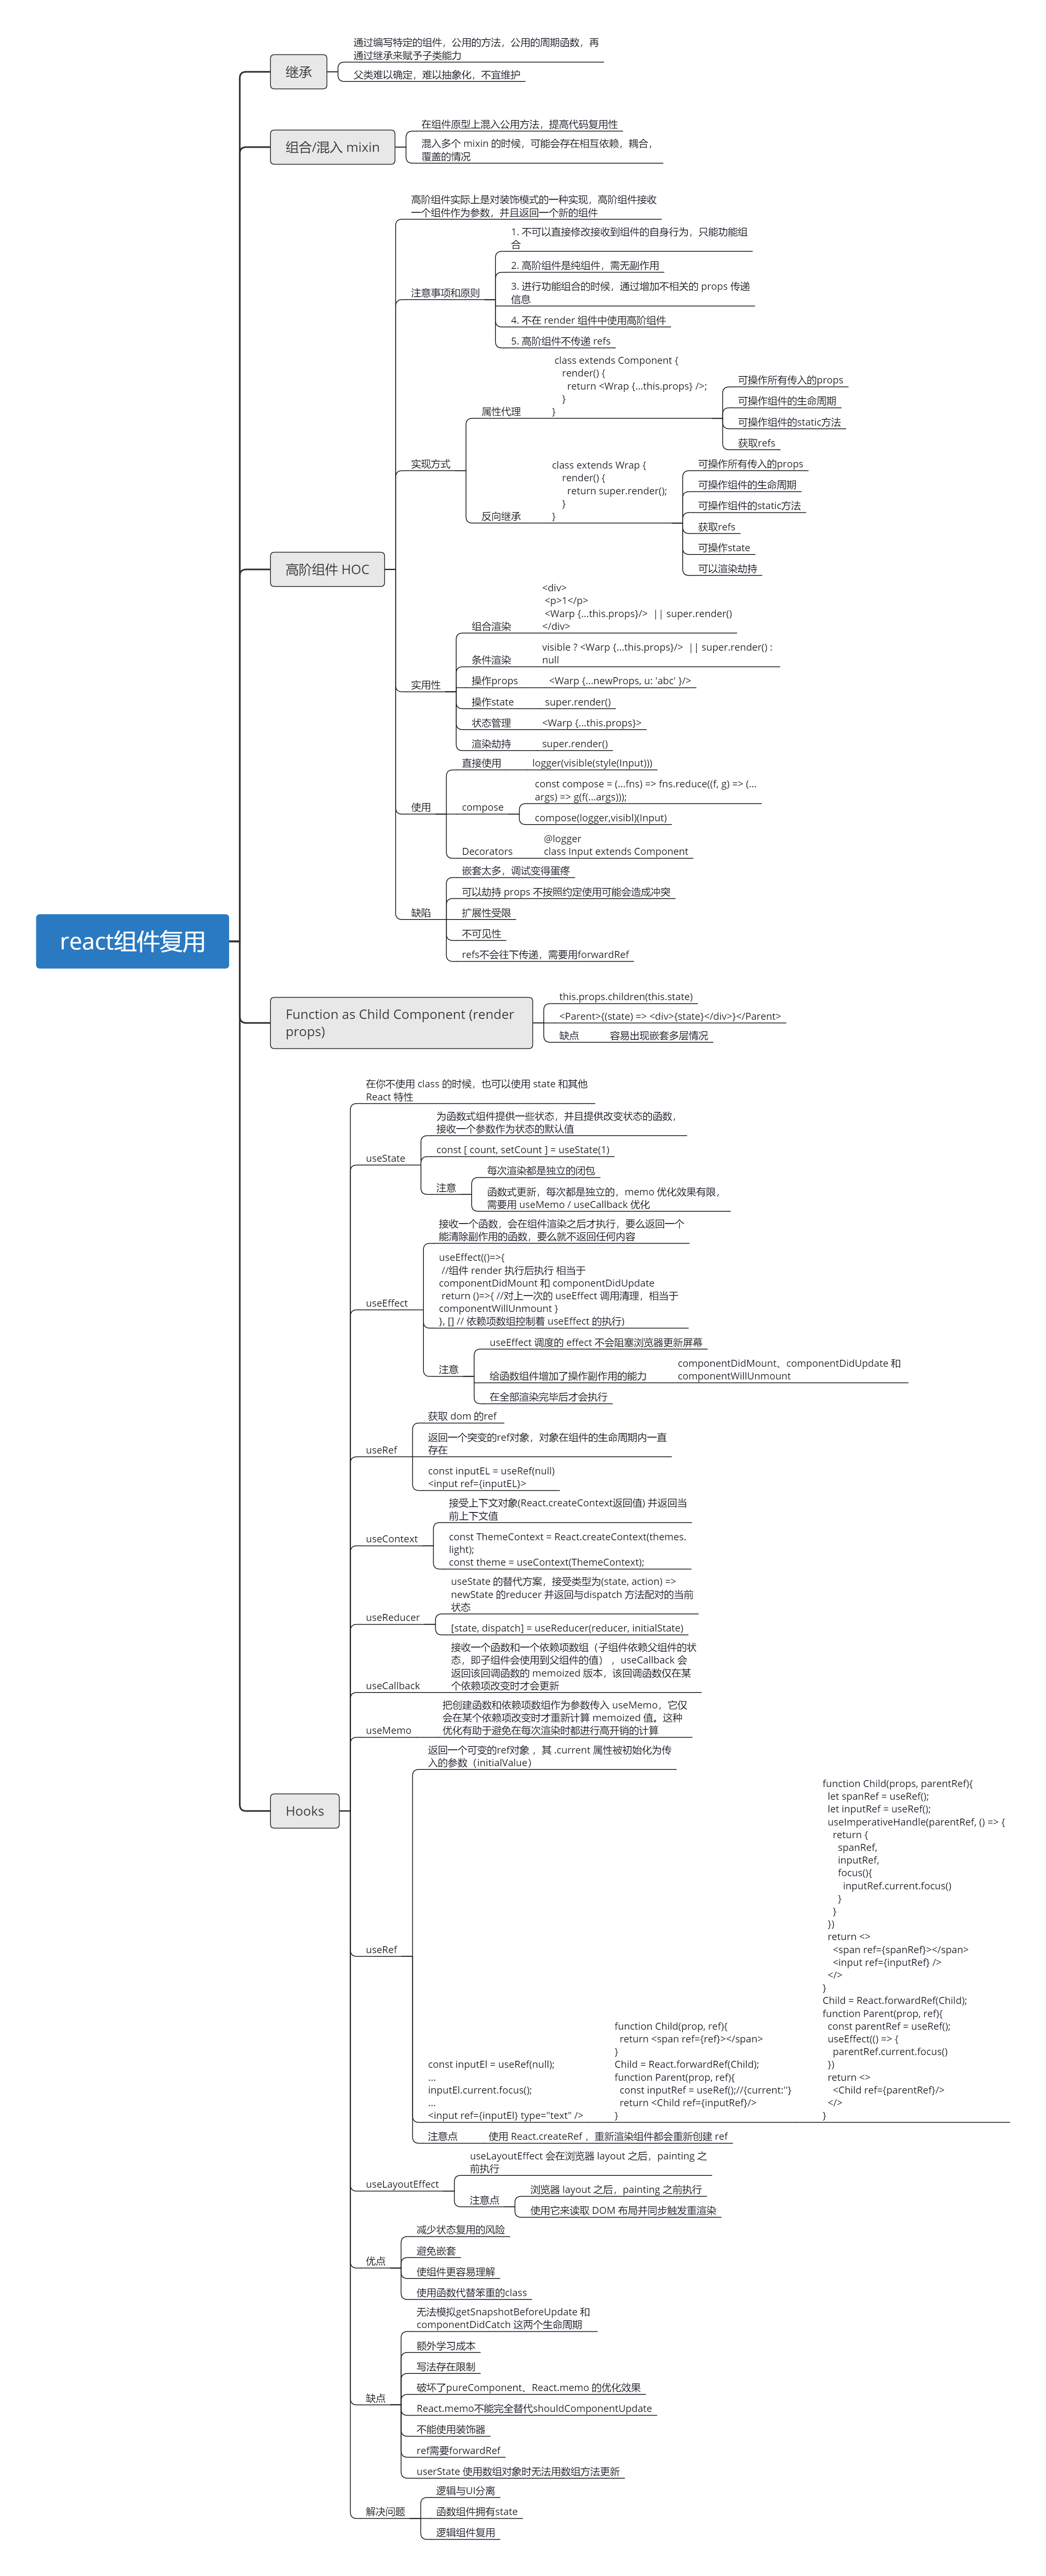 通过编写特定的组件，公用的方法，公用的周期函数，再
通过继承来赋予子类能力
继承
父类难以确定，难以抽象化，不宜维护
在组件原型上混入公用方法，提高代码复用性
组合/混入 mixin
混入多个 mixin 的时候，可能会存在相互依赖，耦合，
覆盖的情况
高阶组件实际上是对装饰模式的一种实现，高阶组件接收
一个组件作为参数，并且返回一个新的组件
1. 不可以直接修改接收到组件的自身行为，只能功能组
合
2. 高阶组件是纯组件，需无副作用
注意事项和原则
3. 进行功能组合的时候，通过增加不相关的 props 传递
信息
4. 不在 render 组件中使用高阶组件
5. 高阶组件不传递 refs
class extends Component {
render() {
return <Wrap {...this.props} />;
}
}
属性代理
可操作所有传入的props
可操作组件的生命周期
可操作组件的static方法
获取refs
实现方式
class extends Wrap {
render() {
return super.render();
}
}
反向继承
可操作所有传入的props
可操作组件的生命周期
可操作组件的static方法
获取refs
可操作state
可以渲染劫持
高阶组件 HOC
<div>
<p>1</p>
<Warp {...this.props}/>  || super.render()
</div>
组合渲染
visible ? <Warp {...this.props}/>  || super.render() :
null
条件渲染
实用性
操作props
<Warp {...newProps, u: 'abc' }/>
操作state
super.render()
状态管理
<Warp {...this.props}>
渲染劫持
super.render()
直接使用
logger(visible(style(Input)))
const compose = (...fns) => fns.reduce((f, g) => (...
args) => g(f(...args)));
使用
compose
compose(logger,visibl)(Input)
@logger
Decorators
class Input extends Component
嵌套太多，调试变得蛋疼
可以劫持 props 不按照约定使用可能会造成冲突
缺陷
扩展性受限
不可见性
refs不会往下传递，需要用forwardRef
react组件复用
this.props.children(this.state)
Function as Child Component (render
props)
<Parent>{(state) => <div>{state}</div>}</Parent>
缺点
容易出现嵌套多层情况
在你不使用 class 的时候，也可以使用 state 和其他
React 特性
为函数式组件提供一些状态，并且提供改变状态的函数，
接收一个参数作为状态的默认值
useState
const [ count, setCount ] = useState(1)
每次渲染都是独立的闭包
注意
函数式更新，每次都是独立的，memo 优化效果有限，
需要用 useMemo / useCallback 优化
接收一个函数，会在组件渲染之后才执行，要么返回一个
能清除副作用的函数，要么就不返回任何内容
useEffect(()=>{
//组件 render 执行后执行 相当于
componentDidMount 和 componentDidUpdate
return ()=>{ //对上一次的 useEffect 调用清理，相当于
componentWillUnmount }
}, [] // 依赖项数组控制着 useEffect 的执行)
useEffect
useEffect 调度的 effect 不会阻塞浏览器更新屏幕
注意
给函数组件增加了操作副作用的能力
componentDidMount、componentDidUpdate 和
componentWillUnmount
在全部渲染完毕后才会执行
获取 dom 的ref
useRef
返回一个突变的ref对象，对象在组件的生命周期内一直
存在
const inputEL = useRef(null)
<input ref={inputEL}>
接受上下文对象(React.createContext返回值) 并返回当
前上下文值
useContext
const ThemeContext = React.createContext(themes.
light);
const theme = useContext(ThemeContext);
useState 的替代方案，接受类型为(state, action) =>
newState 的reducer 并返回与dispatch 方法配对的当前
状态
useReducer
[state, dispatch] = useReducer(reducer, initialState)
接收一个函数和一个依赖项数组（子组件依赖父组件的状
态，即子组件会使用到父组件的值） ，useCallback 会
返回该回调函数的 memoized 版本，该回调函数仅在某
个依赖项改变时才会更新
useCallback
把创建函数和依赖项数组作为参数传入 useMemo，它仅
会在某个依赖项改变时才重新计算 memoized 值。这种
优化有助于避免在每次渲染时都进行高开销的计算
useMemo
返回一个可变的ref对象 ，其 .current 属性被初始化为传
入的参数（initialValue）
Hooks
useRef
const inputEl = useRef(null);
...
inputEl.current.focus();
...
<input ref={inputEl} type="text" />
function Child(prop, ref){
return <span ref={ref}></span>
}
Child = React.forwardRef(Child);
function Parent(prop, ref){
const inputRef = useRef();//{current:''}
return <Child ref={inputRef}/>
}
function Child(props, parentRef){
let spanRef = useRef();
let inputRef = useRef();
useImperativeHandle(parentRef, () => {
return {
spanRef,
inputRef,
focus(){
inputRef.current.focus()
}
}
})
return <>
<span ref={spanRef}></span>
<input ref={inputRef} />
</>
}
Child = React.forwardRef(Child);
function Parent(prop, ref){
const parentRef = useRef();
useEffect(() => {
parentRef.current.focus()
})
return <>
<Child ref={parentRef}/>
</>
}
注意点
使用 React.createRef ，重新渲染组件都会重新创建 ref
useLayoutEffect 会在浏览器 layout 之后，painting 之
前执行
useLayoutEffect
浏览器 layout 之后，painting 之前执行
注意点
使用它来读取 DOM 布局并同步触发重渲染
减少状态复用的风险
避免嵌套
优点
使组件更容易理解
使用函数代替笨重的class
无法模拟getSnapshotBeforeUpdate 和
componentDidCatch 这两个生命周期
额外学习成本
写法存在限制
破坏了pureComponent、React.memo 的优化效果
缺点
React.memo不能完全替代shouldComponentUpdate
不能使用装饰器
ref需要forwardRef
userState 使用数组对象时无法用数组方法更新
逻辑与UI分离
解决问题
函数组件拥有state
逻辑组件复用